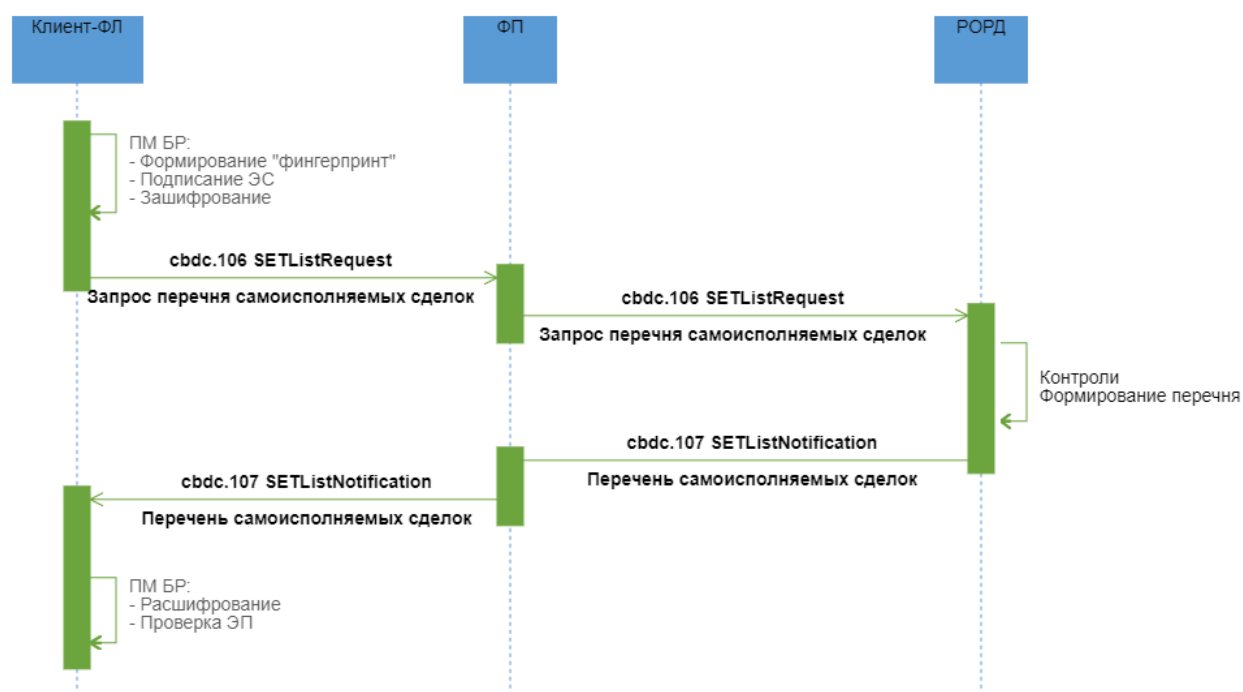 Клиент-ФЛ
ФП
РОРД
ПМ БР:
- Формирование "фингерпринт"
- Подписание ЭС
- Зашифрование
cbdc.106 SETListRequest
Запрос перечня самоисполняемых сделок
cbdc.106 SETListRequest
Запрос перечня самоисполняемых сделок
Контроли
Формирование перечня
cbdc.107 SETListNotification
Перечень самоисполняемых сделок
cbdc.107 SETListNotification
Перечень самоисполняемых сделок
ПМ БР:
- Расшифрование
- Проверка ЭП